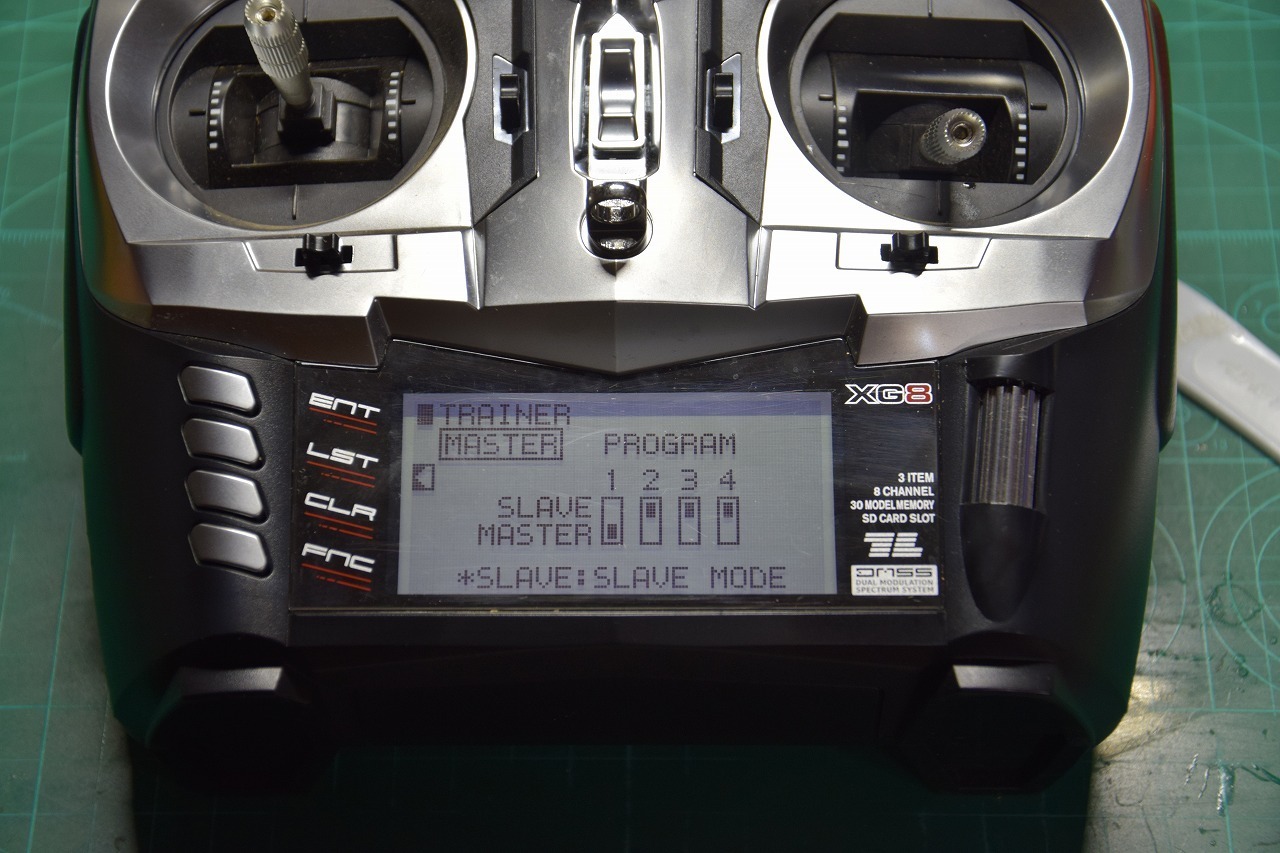 ENT
LST
CLR
FNC
TRAINER
MASTER PROGRAM
1 2 3 4
SLAVE
MASTER
*SLAVE:SLAVE MODE
XG8
3 ITEM
8 CHANNEL
30 MODEL MEMORY
SD CARD SLOT
DMSS
DUAL MODULATION
SPECTRUM SYSTEM